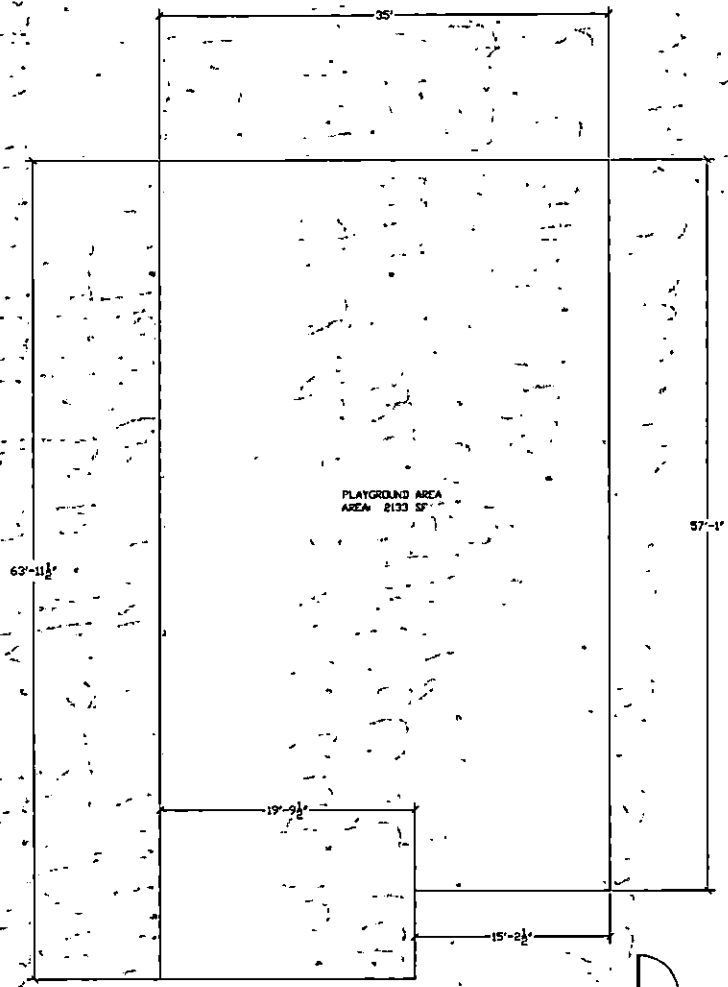 35'
PLAYGROUND AREA
AREA: 2133 SF
57'-1"
63'-11½"
19'-9½"
15'-2½"